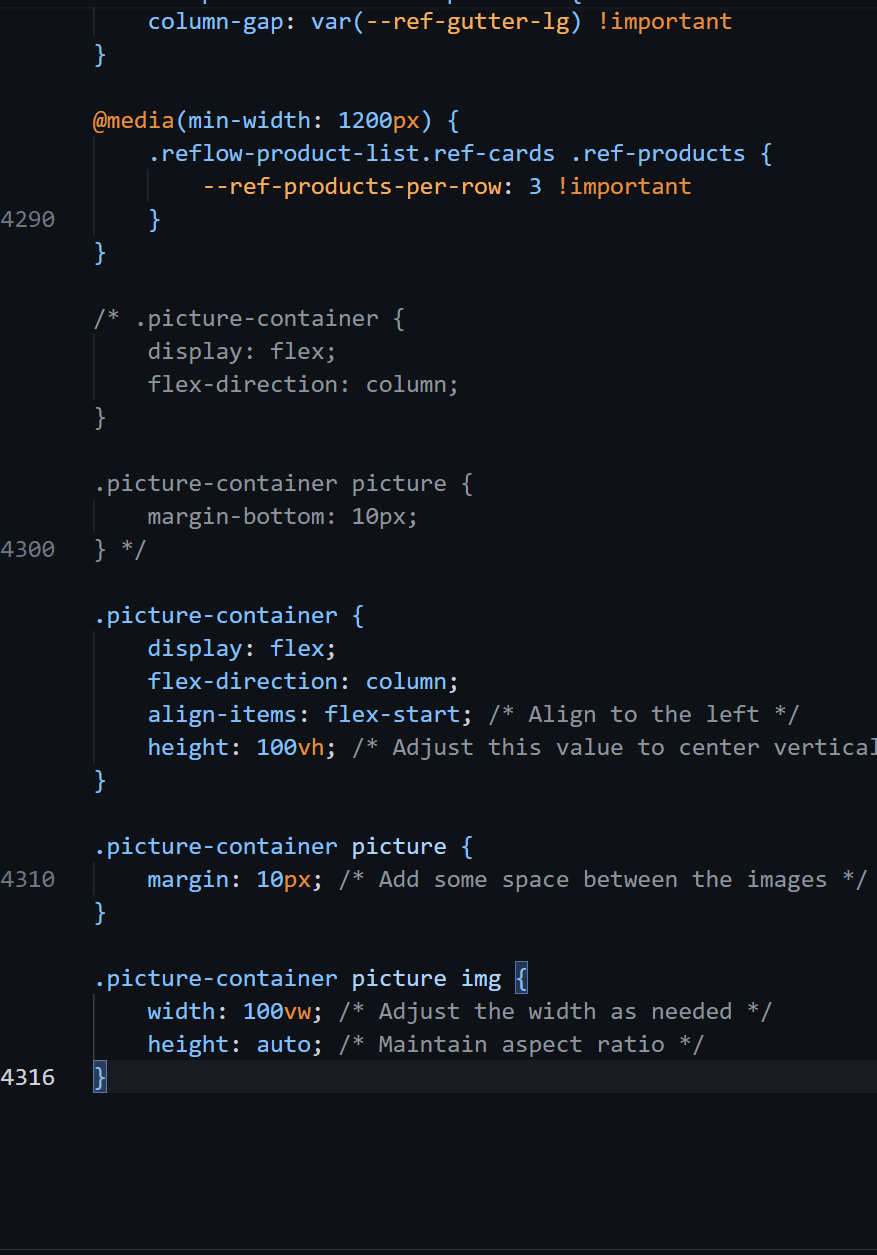 column-gap: var(--ref-gutter-lg) !important
}
@media(min-width: 1200px) {
.reflow-product-list.ref-cards .ref-products {
--ref-products-per-row: 3 !important
4290 }
}
/* .picture-container {
display: flex;
flex-direction: column;
}
.picture-container picture {
margin-bottom: 10px;
4300 } */
.picture-container {
display: flex;
flex-direction: column;
align-items: flex-start; /* Align to the left */
height: 100vh; /* Adjust this value to center vertical
}
.picture-container picture {
4310 margin: 10px; /* Add some space between the images */
}
.picture-container picture img {
width: 100vw; /* Adjust the width as needed */
height: auto; /* Maintain aspect ratio */
4316 }